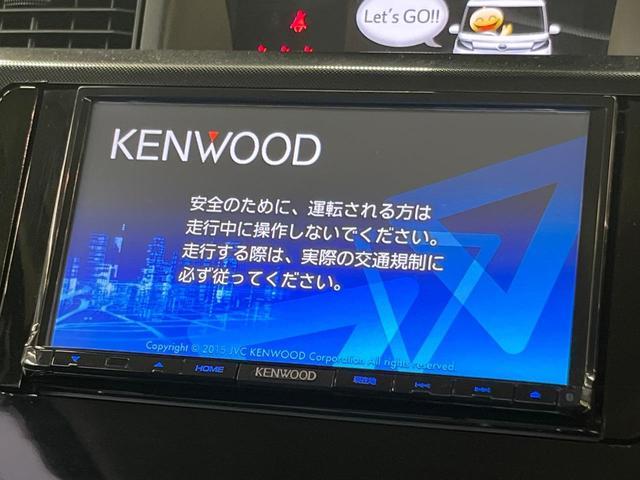 Let's GO!!
KENWOOD
安全のために、運転される方は
走行中に操作しないでください。
走行する際は、実際の交通規制に
必ず従ってください。
Copyright © 2015 JVC KENWOOD Corporation All rights reserved.
HOME
KENWOOD
現在地